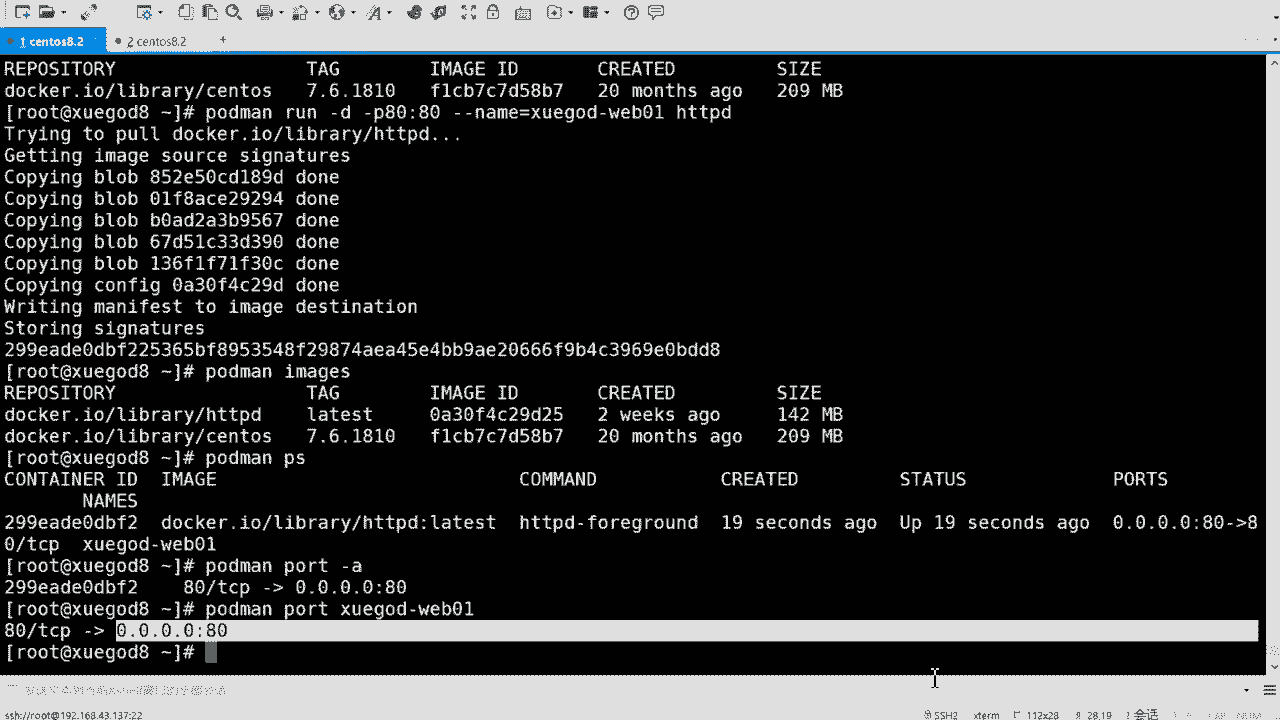 1 centos8.2
2 centos8.2
+
REPOSITORY TAG IMAGE ID CREATED SIZE
docker.io/library/centos 7.6.1810 f1cb7c7d58b7 20 months ago 209 MB
[root@xuegod8 ~]# podman run -d -p80:80 --name=xuegod-web01 httpd
Trying to pull docker.io/library/httpd...
Getting image source signatures
Copying blob 852e50cd189d done
Copying blob 01f8ace29294 done
Copying blob b0ad2a3b9567 done
Copying blob 67d51c33d390 done
Copying blob 136f1f71f30c done
Copying config 0a30f4c29d done
Writing manifest to image destination
Storing signatures
299eade0dbf225365bf8953548f29874aea45e4bb9ae20666f9b4c3969e0bdd8
[root@xuegod8 ~]# podman images
REPOSITORY TAG IMAGE ID CREATED SIZE
docker.io/library/httpd latest 0a30f4c29d25 2 weeks ago 142 MB
docker.io/library/centos 7.6.1810 f1cb7c7d58b7 20 months ago 209 MB
[root@xuegod8 ~]# podman ps
CONTAINER ID IMAGE COMMAND CREATED STATUS PORTS
NAMES
299eade0dbf2 docker.io/library/httpd:latest httpd-foreground 19 seconds ago Up 19 seconds ago 0.0.0.0:80->8
0/tcp xuegod-web01
[root@xuegod8 ~]# podman port -a
299eade0dbf2 80/tcp -> 0.0.0.0:80
[root@xuegod8 ~]# podman port xuegod-web01
80/tcp -> 0.0.0.0:80
[root@xuegod8 ~]#
ssh://root@192.168.43.137:22 SSH2 xterm 112x28 28,19 1 会话